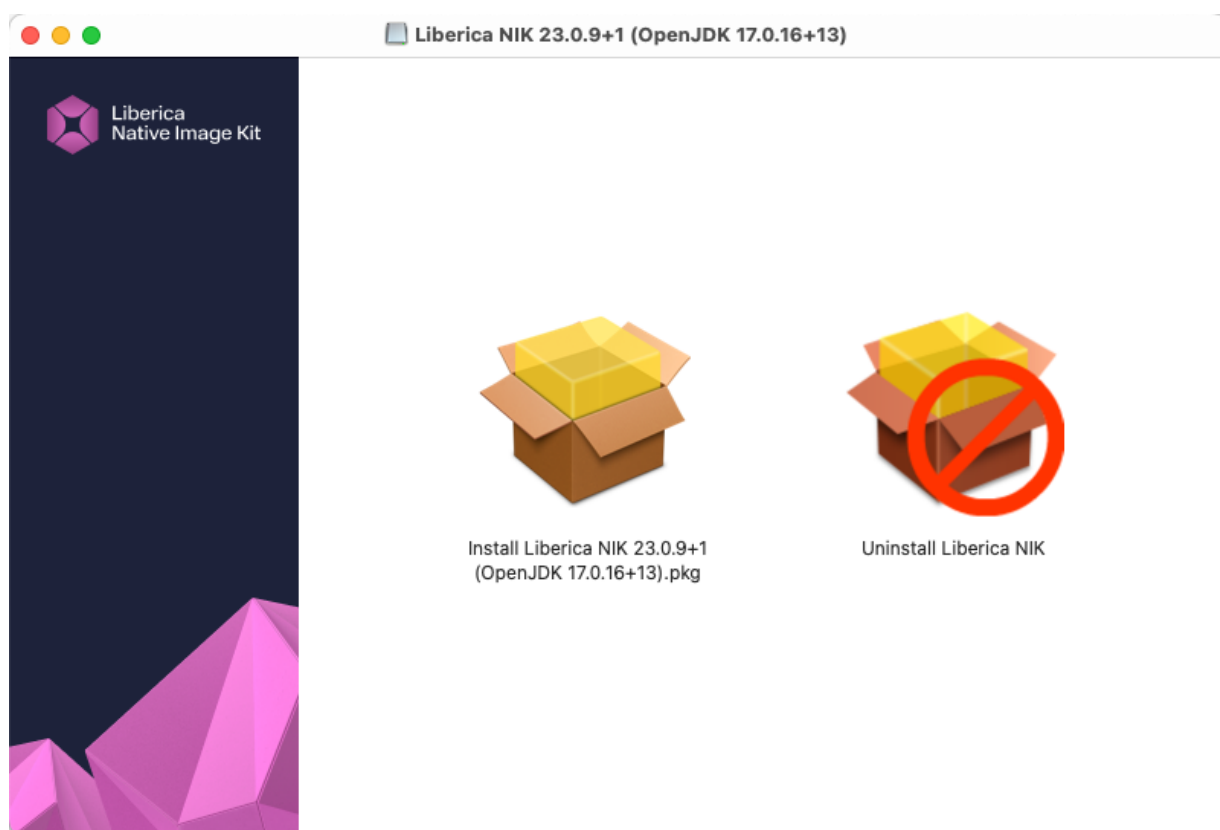 Liberica NIK 23.0.9+1 (OpenJDK 17.0.16+13)
Liberica
Native Image Kit
Install Liberica NIK 23.0.9+1
(OpenJDK 17.0.16+13).pkg
Uninstall Liberica NIK